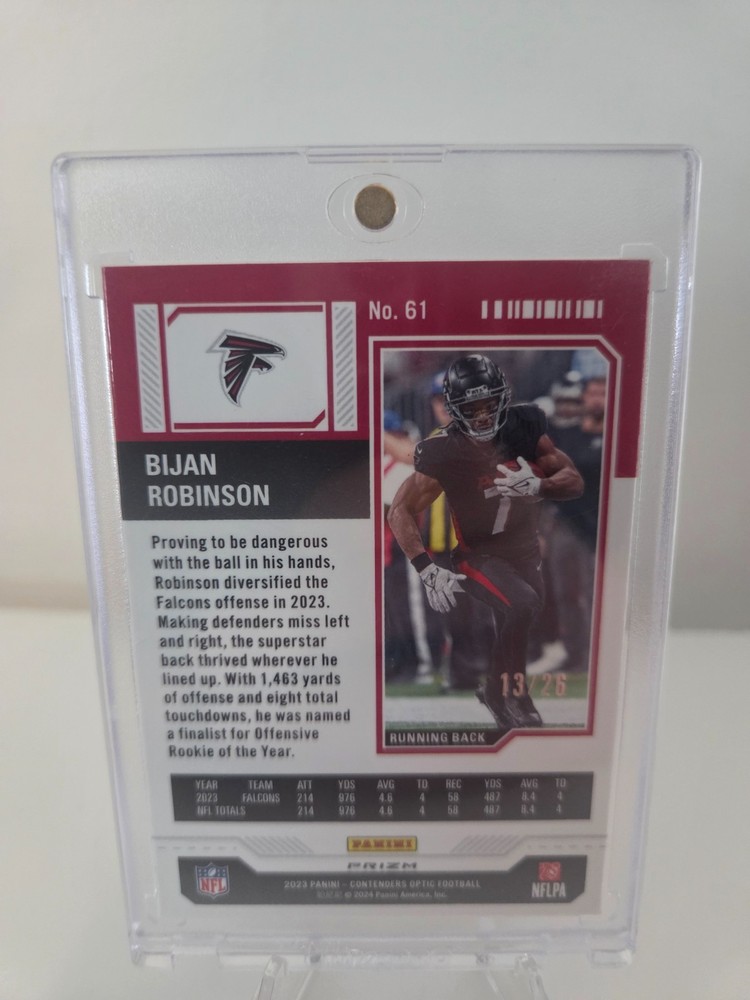 No. 61
BIJAN
ROBINSON
Proving to be dangerous
with the ball in his hands,
Robinson diversified the
Falcons offense in 2023.
Making defenders miss left
and right, the superstar
back thrived wherever he
lined up. With 1,463 yards
of offense and eight total
touchdowns, he was named
a finalist for Offensive
Rookie of the Year.
7
13/26
RUNNING BACK
YEAR TEAM ATT YDS AVG TD REC YDS AVG TD
2023 FALCONS 214 976 4.6 4 58 487 8.4 4
NFL TOTALS 214 976 4.6 4 58 487 8.4 4
PANINI
PRIZM
NFL
2023 PANINI – CONTENDERS OPTIC FOOTBALL
© 2024 Panini America, Inc.
NFLPA